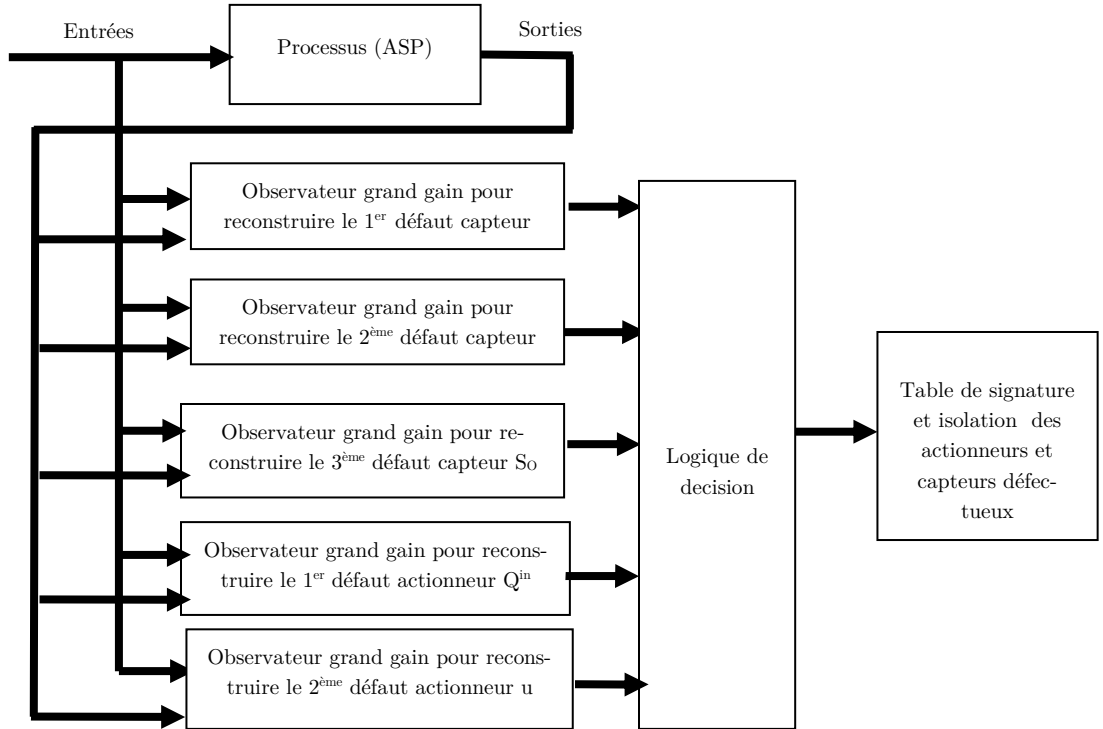 Entrées
Processus (ASP)
Sorties
Observateur grand gain pour
reconstruire le 1er défaut capteur
Observateur grand gain pour
reconstruire le 2ème défaut capteur
Observateur grand gain pour re-
construire le 3ème défaut capteur So
Observateur grand gain pour recons-
truire le 1er défaut actionneur Qin
Observateur grand gain pour recons-
truire le 2ème défaut actionneur u
Logique de
decision
Table de signature
et isolation des
actionneurs et
capteurs défec-
tueux